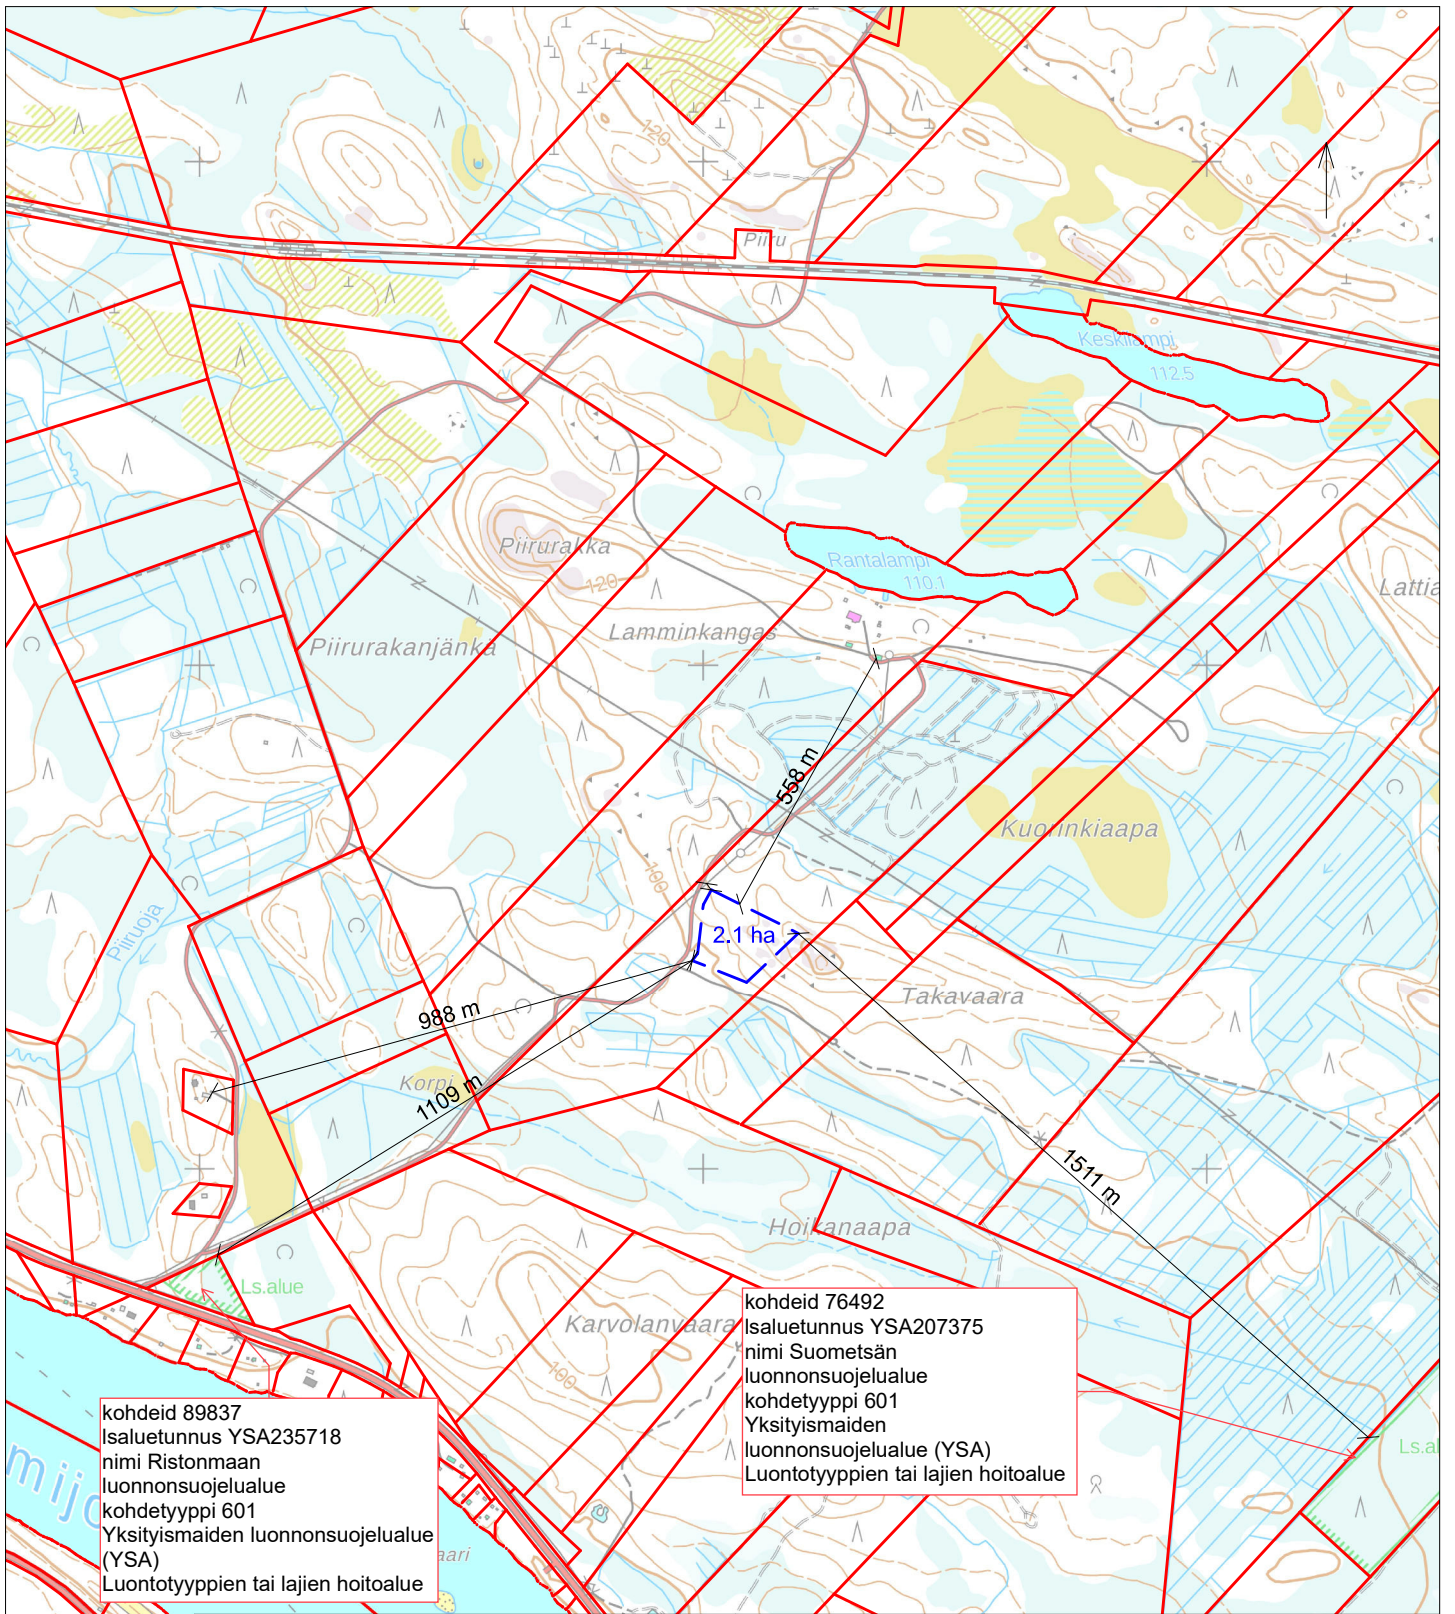 120
Piiru
Keskilampi
112.5
Piirurakka
120
Rantalampi
110.1
Lattia
Lamminkangas
Piirurakanjänkä
558 m
Kuorinkiaapa
100
Piiruoja
2.1 ha
Takavaara
988 m
Korpi
1109 m
1511 m
Hoikanaapa
Ls.alue
Karvolanvaara
100
kohdeid 76492
lsaluetunnus YSA207375
nimi Suometsän
luonnonsuojelualue
kohdetyyppi 601
Yksityismaiden
luonnonsuojelualue (YSA)
Luontotyyppien tai lajien hoitoalue
Ls.al
kohdeid 89837
lsaluetunnus YSA235718
nimi Ristonmaan
luonnonsuojelualue
kohdetyyppi 601
Yksityismaiden luonnonsuojelualue
(YSA)
Luontotyyppien tai lajien hoitoalue
mijo
aari